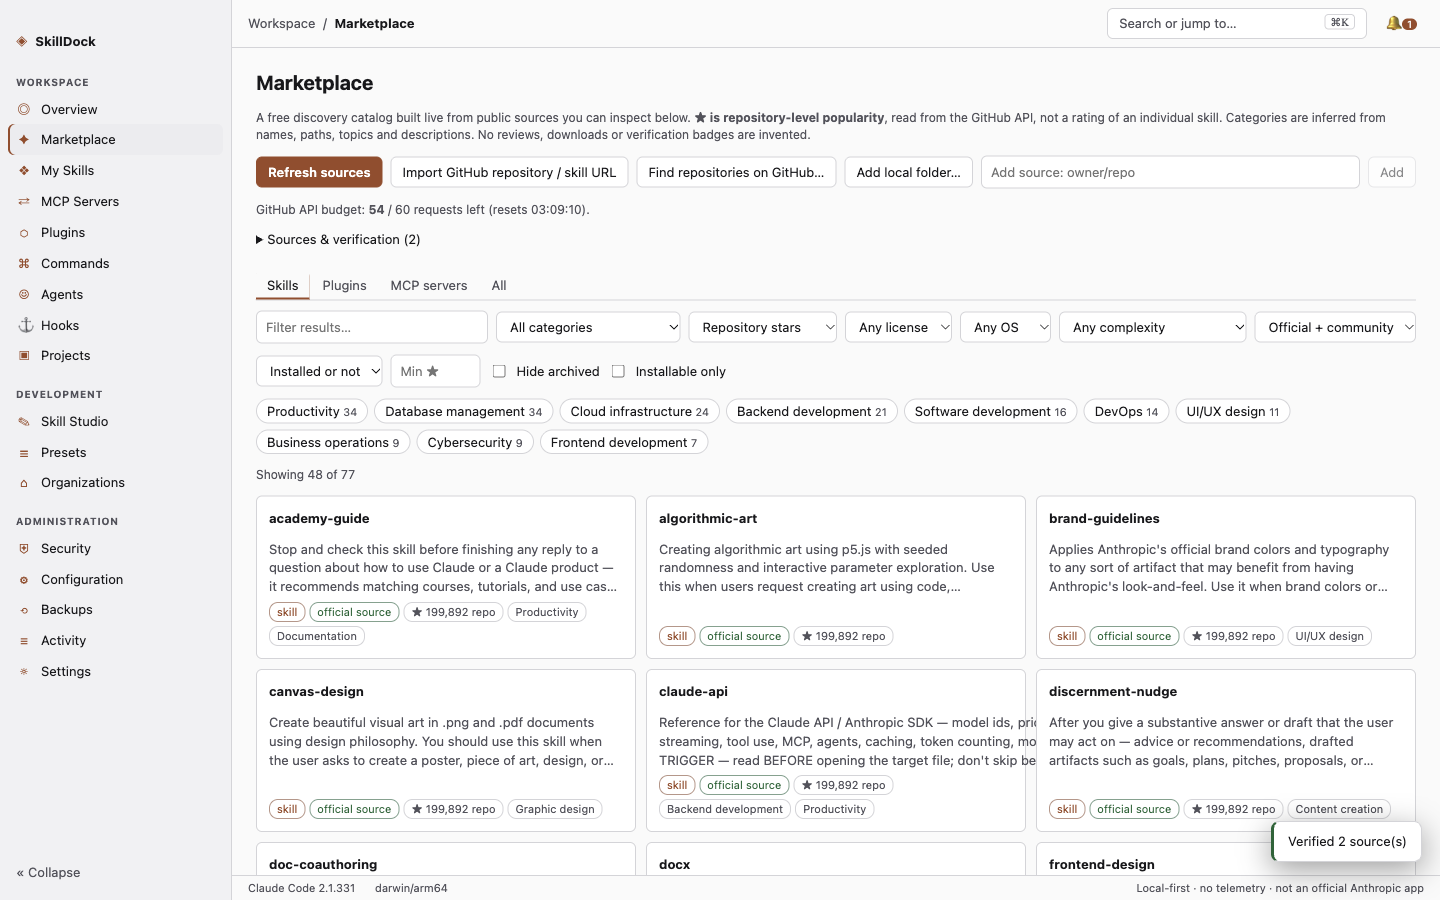 SkillDock
WORKSPACE
Overview
Marketplace
My Skills
MCP Servers
Plugins
Commands
Agents
Hooks
Projects
DEVELOPMENT
Skill Studio
Presets
Organizations
ADMINISTRATION
Security
Configuration
Backups
Activity
Settings
« Collapse
Workspace / Marketplace
Search or jump to...
⌘K
1
Marketplace
A free discovery catalog built live from public sources you can inspect below. ★ is repository-level popularity, read from the GitHub API, not a rating of an individual skill. Categories are inferred from
names, paths, topics and descriptions. No reviews, downloads or verification badges are invented.
Refresh sources
Import GitHub repository / skill URL
Find repositories on GitHub...
Add local folder...
Add source: owner/repo
Add
GitHub API budget: 54 / 60 requests left (resets 03:09:10).
Sources & verification (2)
Skills
Plugins
MCP servers
All
Filter results...
All categories
Repository stars
Any license
Any OS
Any complexity
Official + community
Installed or not
Min ★
Hide archived
Installable only
Productivity 34
Database management 34
Cloud infrastructure 24
Backend development 21
Software development 16
DevOps 14
UI/UX design 11
Business operations 9
Cybersecurity 9
Frontend development 7
Showing 48 of 77
academy-guide
Stop and check this skill before finishing any reply to a
question about how to use Claude or a Claude product —
it recommends matching courses, tutorials, and use cas...
skill
official source
★ 199,892 repo
Productivity
Documentation
algorithmic-art
Creating algorithmic art using p5.js with seeded
randomness and interactive parameter exploration. Use
this when users request creating art using code,...
skill
official source
★ 199,892 repo
brand-guidelines
Applies Anthropic's official brand colors and typography
to any sort of artifact that may benefit from having
Anthropic's look-and-feel. Use it when brand colors or...
skill
official source
★ 199,892 repo
UI/UX design
canvas-design
Create beautiful visual art in .png and .pdf documents
using design philosophy. You should use this skill when
the user asks to create a poster, piece of art, design, or...
skill
official source
★ 199,892 repo
Graphic design
claude-api
Reference for the Claude API / Anthropic SDK — model ids, pric
streaming, tool use, MCP, agents, caching, token counting, mo
TRIGGER — read BEFORE opening the target file; don't skip be
skill
official source
★ 199,892 repo
Backend development
Productivity
discernment-nudge
After you give a substantive answer or draft that the user
may act on — advice or recommendations, drafted
artifacts such as goals, plans, pitches, proposals, or...
skill
official source
★ 199,892 repo
Content creation
doc-coauthoring
docx
frontend-design
Verified 2 source(s)
Claude Code 2.1.331
darwin/arm64
Local-first · no telemetry · not an official Anthropic app